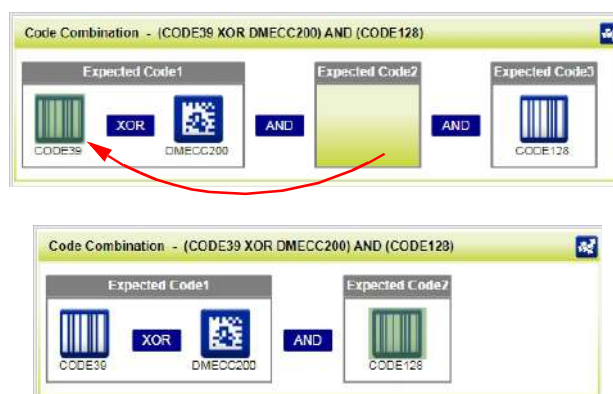 Code Combination - (CODE39 XOR DMECC200) AND (CODE128)
Expected Code1 Expected Code2 Expected Code3
XOR AND AND
CODE39 DMECC200 CODE128
Code Combination - (CODE39 XOR DMECC200) AND (CODE128)
Expected Code1 Expected Code2
XOR AND
CODE39 DMECC200 CODE128